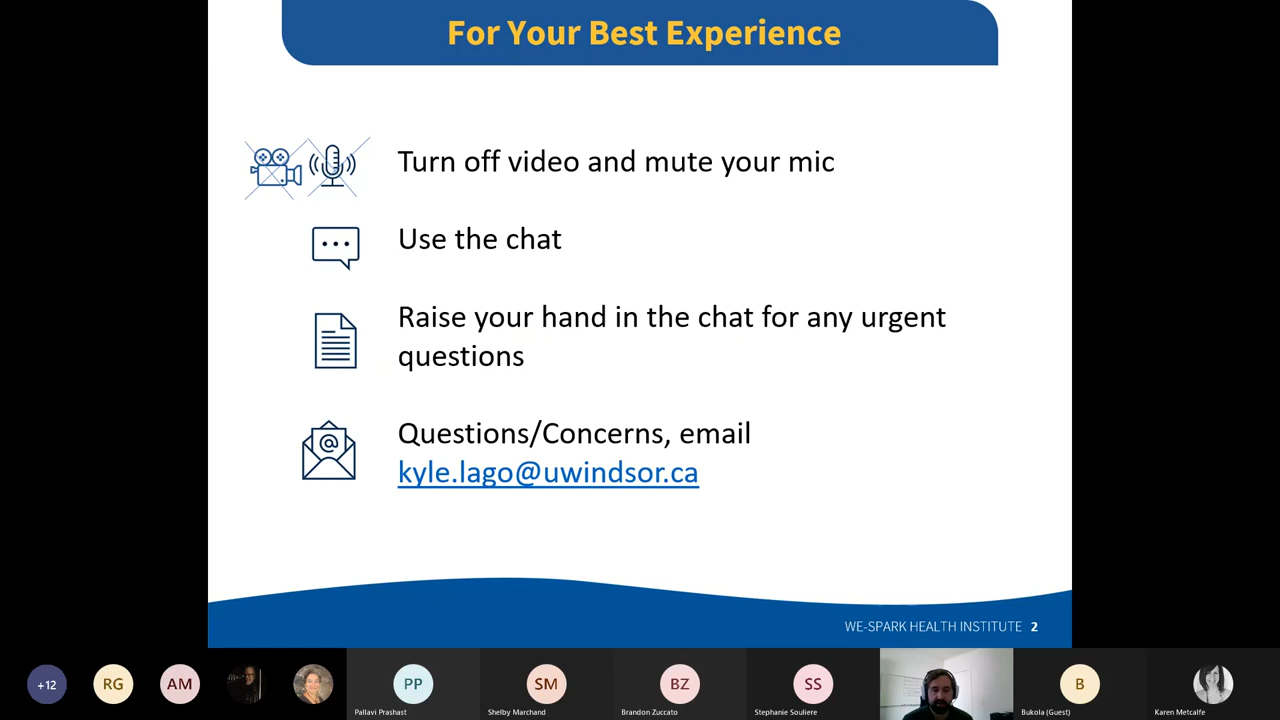 For Your Best Experience
Turn off video and mute your mic
Use the chat
Raise your hand in the chat for any urgent
questions
Questions/Concerns, email
kyle.lago@uwindsor.ca
WE-SPARK HEALTH INSTITUTE 2
+12
RG
AM
PP
SM
BZ
SS
B
Pallavi Prashast
Shelby Marchand
Brandon Zuccato
Stephanie Souliere
Bukola (Guest)
Karen Metcalfe